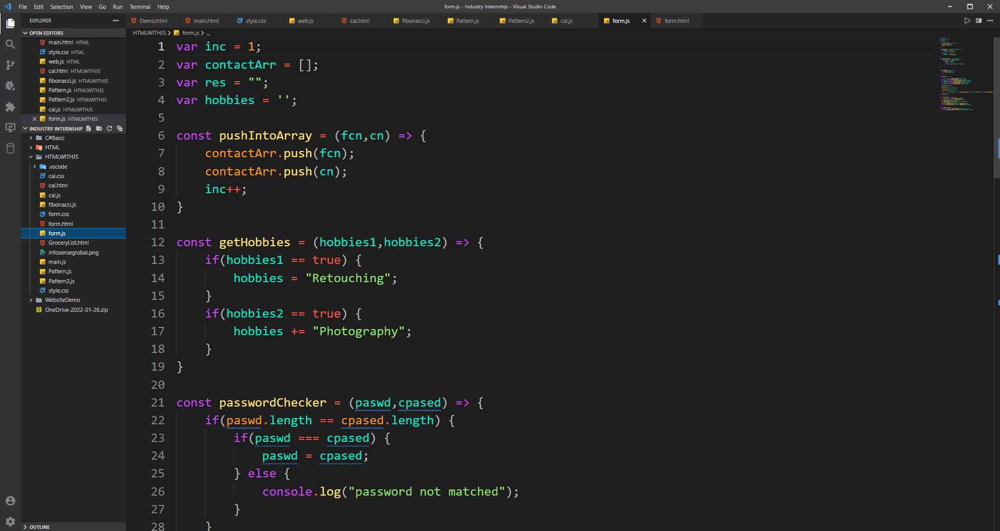 File Edit Selection View Go Run Terminal Help
form.js - Industry Internship - Visual Studio Code
EXPLORER
Demo.html main.html style.css web.js cal.html fibonacci.js Pattern.js Pattern2.js cal.js form.js form.html
HTMLWITHJS > form.js > ...
OPEN EDITORS
main.html HTML
style.css HTML
web.js HTML
cal.html HTMLWITHJS
fibonacci.js HTMLWITHJS
Pattern.js HTMLWITHJS
Pattern2.js HTMLWITHJS
cal.js HTMLWITHJS
form.js HTMLWITHJS
INDUSTRY INTERNSHIP
C#Basic
HTML
HTMLWITHJS
.vscode
cal.css
cal.html
cal.js
fibonacci.js
form.css
form.html
form.js
GroceryList.html
infosenseglobal.png
main.js
Pattern.js
Pattern2.js
style.css
WebsiteDemo
OneDrive-2022-01-26.zip
OUTLINE
1 var inc = 1;
2 var contactArr = [];
3 var res = "";
4 var hobbies = '';
5
6 const pushIntoArray = (fcn,cn) => {
7 contactArr.push(fcn);
8 contactArr.push(cn);
9 inc++;
10 }
11
12 const getHobbies = (hobbies1,hobbies2) => {
13 if(hobbies1 == true) {
14 hobbies = "Retouching";
15 }
16 if(hobbies2 == true) {
17 hobbies += "Photography";
18 }
19 }
20
21 const passwordChecker = (paswd,cpased) => {
22 if(paswd.length == cpased.length) {
23 if(paswd === cpased) {
24 paswd = cpased;
25 } else {
26 console.log("password not matched");
27 }
28 }